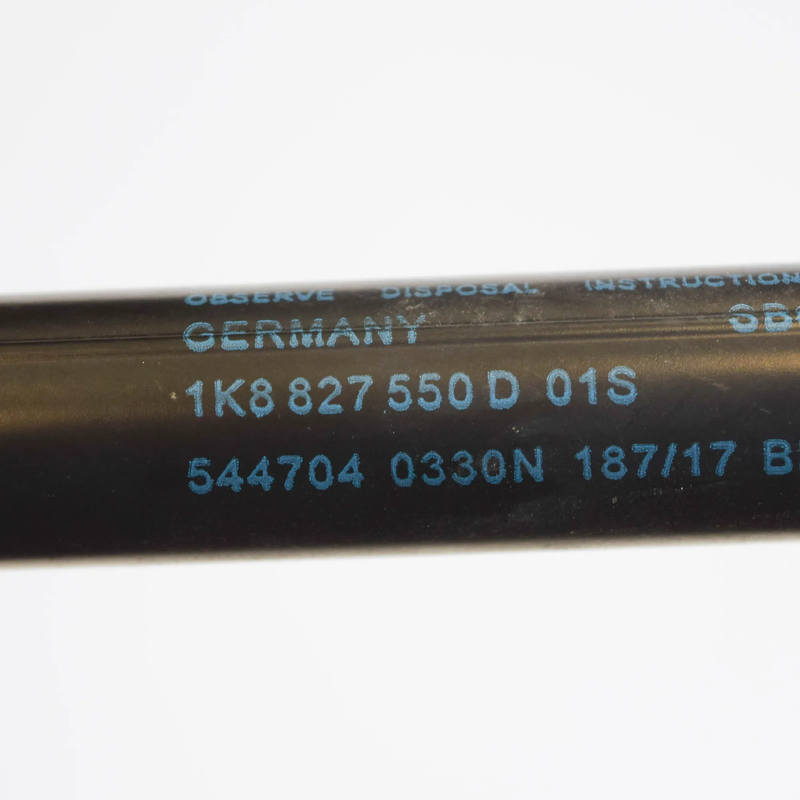 OBSERVE DISPOSAL INSTRUCTION
GERMANY
1K8 827 550 D 01S
544704 0330N 187/17 B